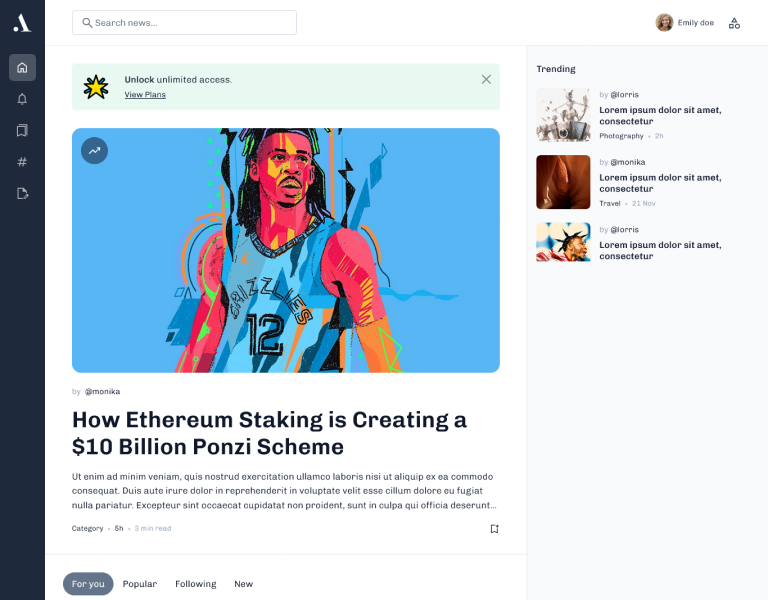 Search news...
Emily doe
Unlock unlimited access.
View Plans
GRIZZLIES
12
by @monika
How Ethereum Staking is Creating a
$10 Billion Ponzi Scheme
Ut enim ad minim veniam, quis nostrud exercitation ullamco laboris nisi ut aliquip ex ea commodo
consequat. Duis aute irure dolor in reprehenderit in voluptate velit esse cillum dolore eu fugiat
nulla pariatur. Excepteur sint occaecat cupidatat non proident, sunt in culpa qui officia deserunt...
Category • 5h • 3 min read
For you Popular Following New
Trending
by @lorris
Lorem ipsum dolor sit amet,
consectetur
Photography • 2h
by @monika
Lorem ipsum dolor sit amet,
consectetur
Travel • 21 Nov
by @lorris
Lorem ipsum dolor sit amet,
consectetur